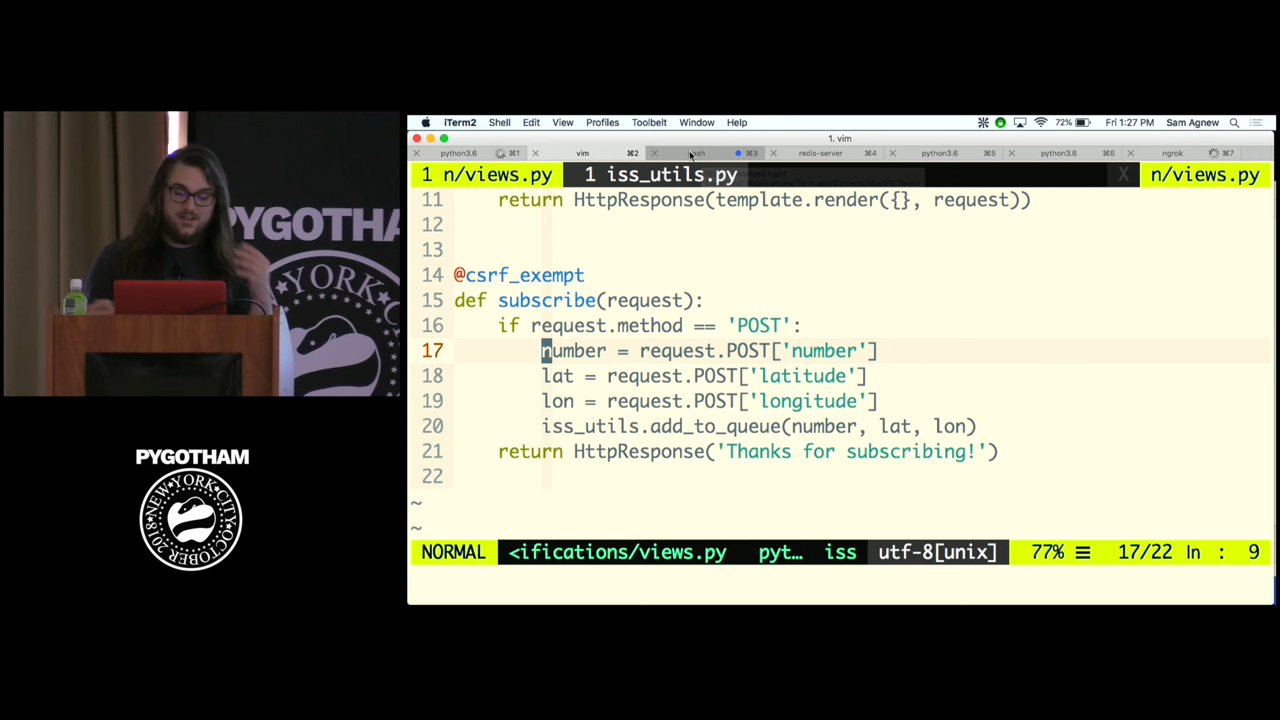 iTerm2 Shell Edit View Profiles Toolbelt Window Help 72% Fri 1:27 PM Sam Agnew
1. vim
python3.6 ⌘1 vim ⌘2 ⌘3 redis-server ⌘4 python3.6 ⌘5 python3.6 ⌘6 ngrok ⌘7
1 n/views.py 1 iss_utils.py X n/views.py
11 return HttpResponse(template.render({}, request))
12
13
14 @csrf_exempt
15 def subscribe(request):
16 if request.method == 'POST':
17 number = request.POST['number']
18 lat = request.POST['latitude']
19 lon = request.POST['longitude']
20 iss_utils.add_to_queue(number, lat, lon)
21 return HttpResponse('Thanks for subscribing!')
22
~
~
NORMAL <ifications/views.py pyt… iss utf-8[unix] 77% ☰ 17/22 ln : 9
PYGOTHAM
YORK
PYGOTHAM
NEW YORK CITY
OCTOBER 2018